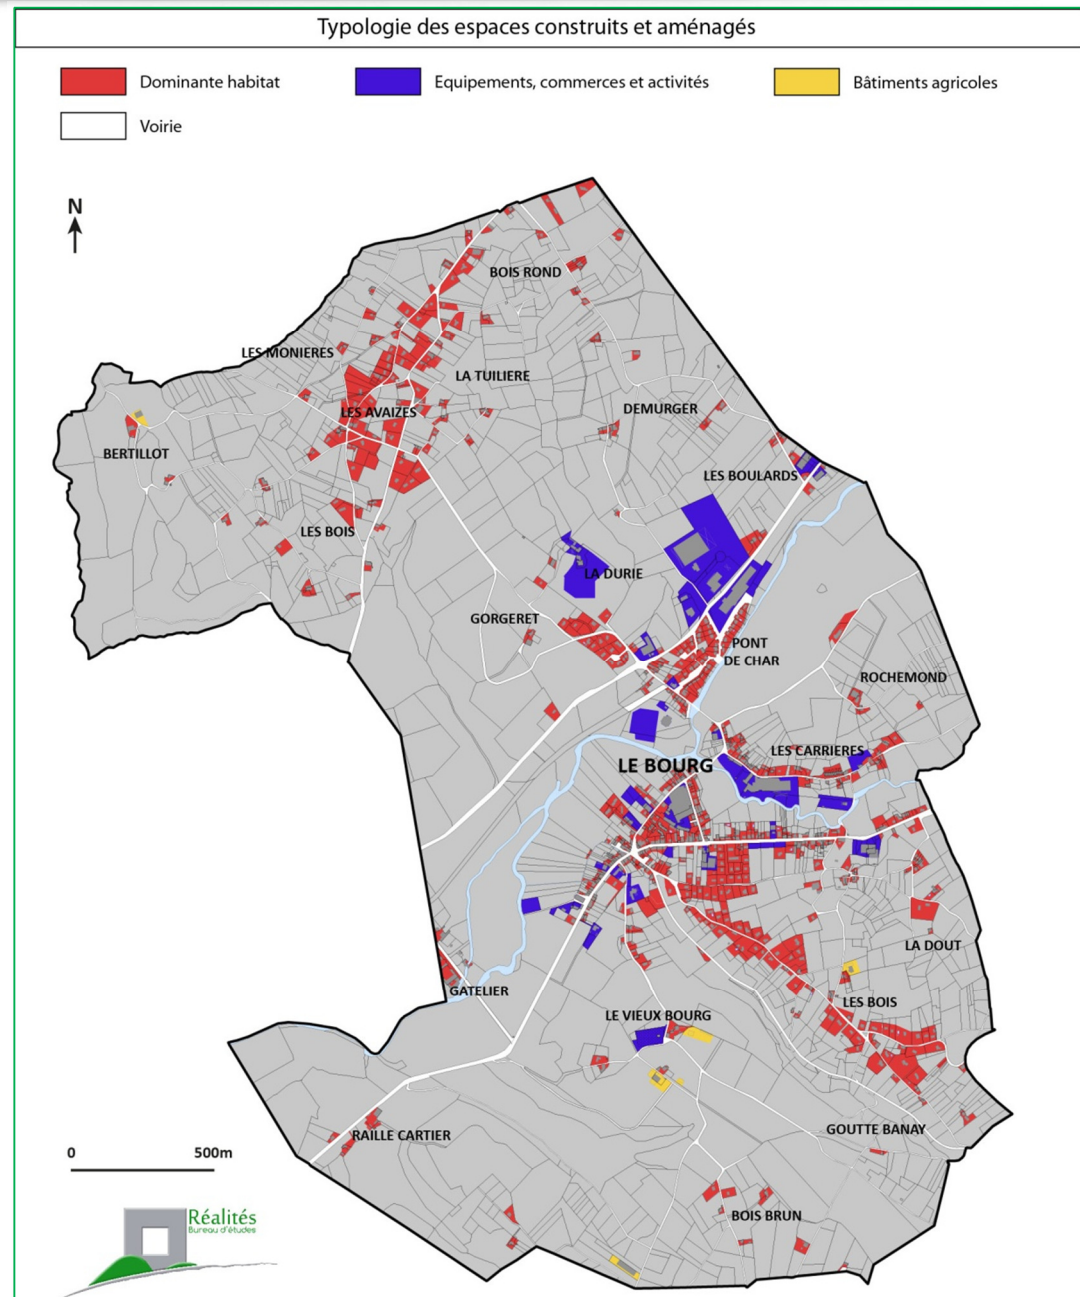 Typologie des espaces construits et aménagés
Dominante habitat
Equipements, commerces et activités
Bâtiments agricoles
Voirie
N
BOIS ROND
LES MONIERES
LA TUILIERE
LES AVAIZES
DEMURGER
BERTILLOT
LES BOULARDS
LES BOIS
LA DURIE
GORGERET
PONT
DE CHAR
ROCHEMOND
LES CARRIERES
LE BOURG
LA DOUT
GATELIER
LES BOIS
LE VIEUX BOURG
RAILLE CARTIER
GOUTTE BANAY
0 500m
BOIS BRUN
Réalités
Bureau d'études